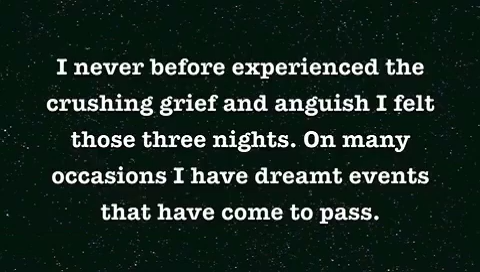 I never before experienced the
crushing grief and anguish I felt
those three nights. On many
occasions I have dreamt events
that have come to pass.